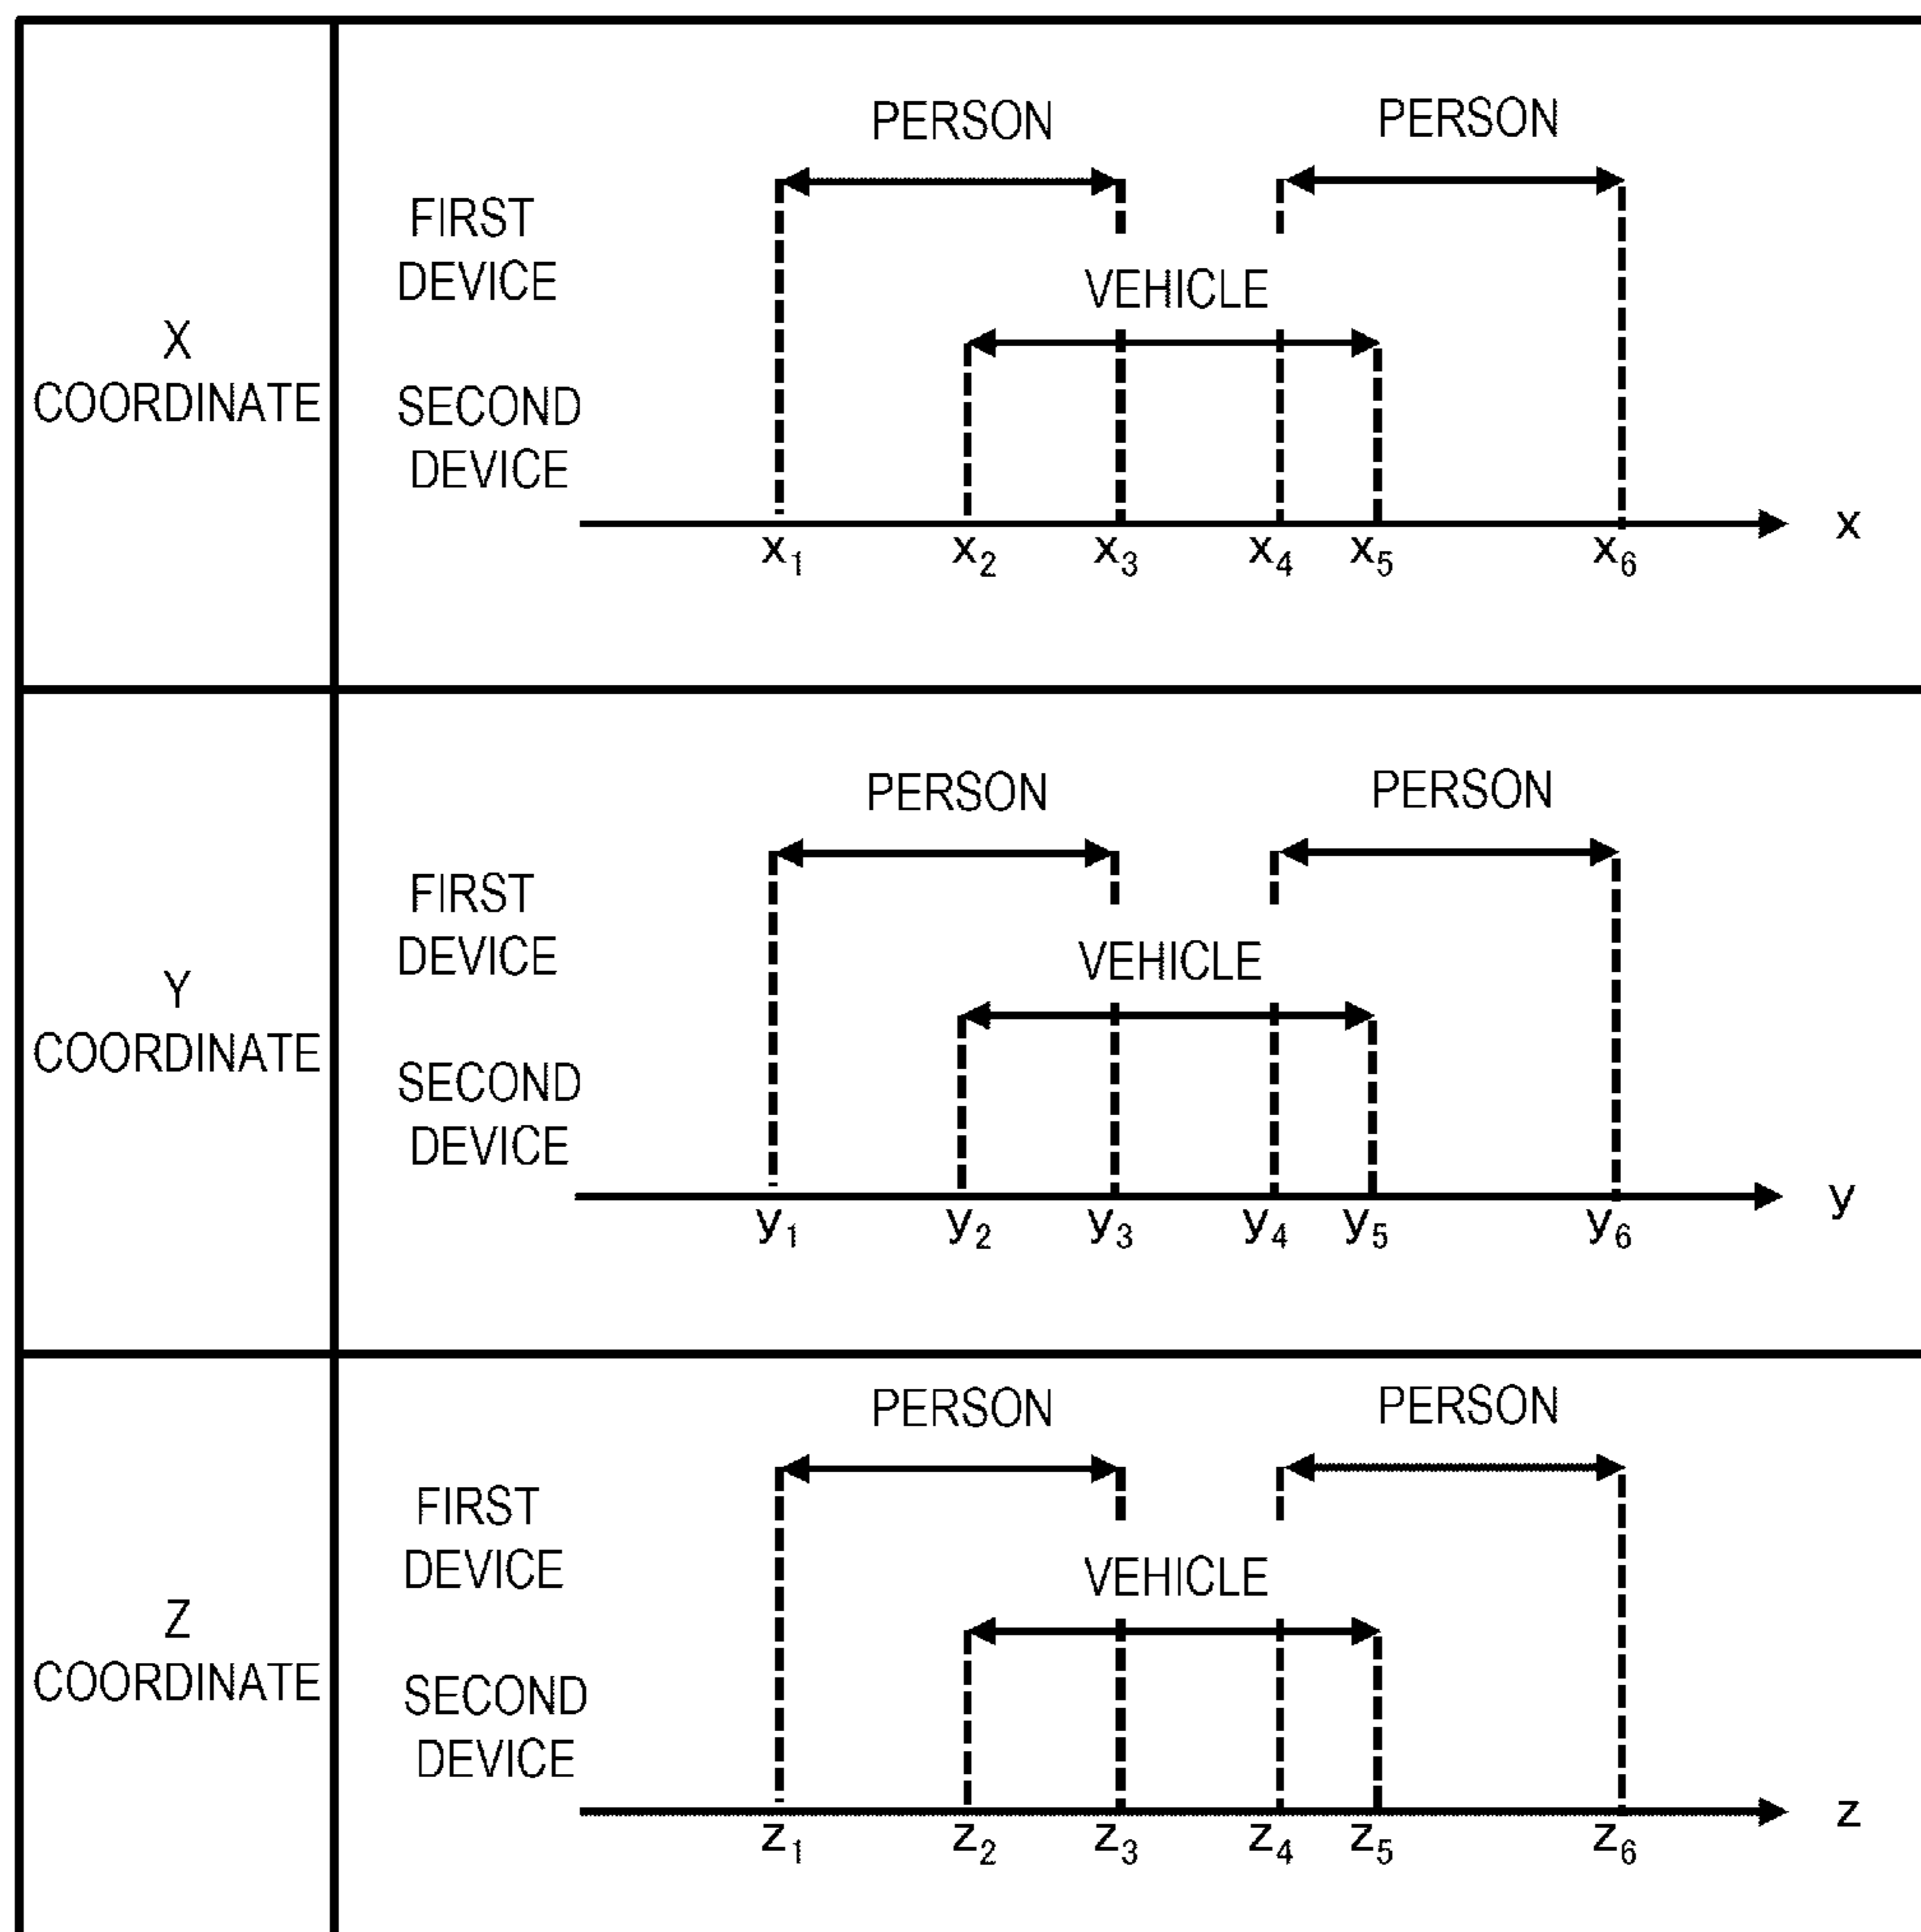 X
COORDINATE
PERSON PERSON
FIRST
DEVICE
VEHICLE
SECOND
DEVICE
x
x1 x2 x3 x4 x5 x6
Y
COORDINATE
PERSON PERSON
FIRST
DEVICE
VEHICLE
SECOND
DEVICE
y
y1 y2 y3 y4 y5 y6
Z
COORDINATE
PERSON PERSON
FIRST
DEVICE
VEHICLE
SECOND
DEVICE
z
z1 z2 z3 z4 z5 z6